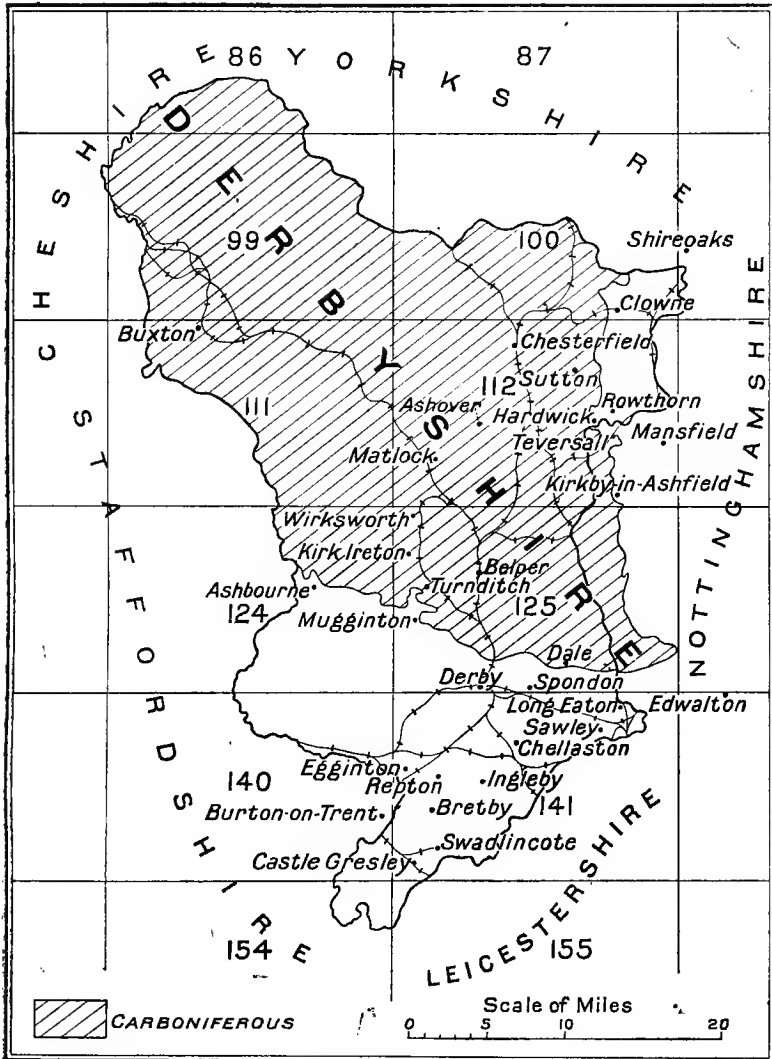 86
87
YORKSHIRE
CHESHIRE
DERBYSHIRE
99
100
Shireoaks
Clowne
Buxton
Chesterfield
Sutton
111
112
Ashover
Rowthorn
Hardwick
Mansfield
Teversall
Matlock
Kirkby-in-Ashfield
NOTTINGHAMSHIRE
STAFFORDSHIRE
Wirksworth
Kirk Ireton
Belper
Ashbourne
Turnditch
124
125
Mugginton
Dale
Derby
Spondon
Long Eaton
Edwalton
Sawley
Chellaston
Egginton
140
Repton
Ingleby
Burton-on-Trent
Bretby
141
Swadlincote
Castle Gresley
LEICESTERSHIRE
154
155
CARBONIFEROUS
Scale of Miles
0 5 10 20